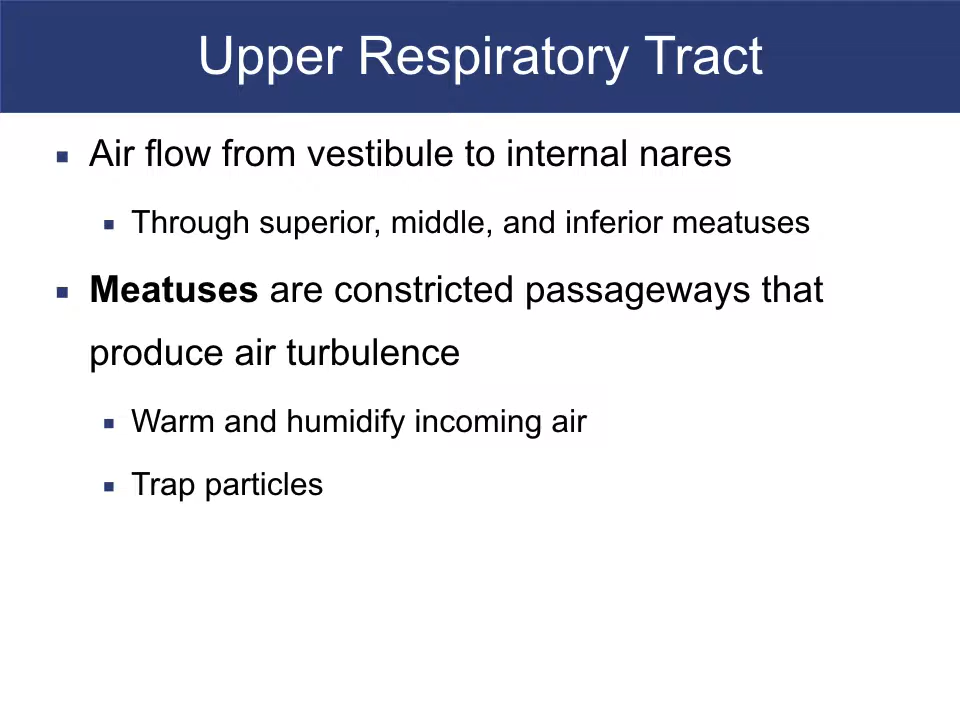 Upper Respiratory Tract
Air flow from vestibule to internal nares
Through superior, middle, and inferior meatuses
Meatuses are constricted passageways that
produce air turbulence
Warm and humidify incoming air
Trap particles